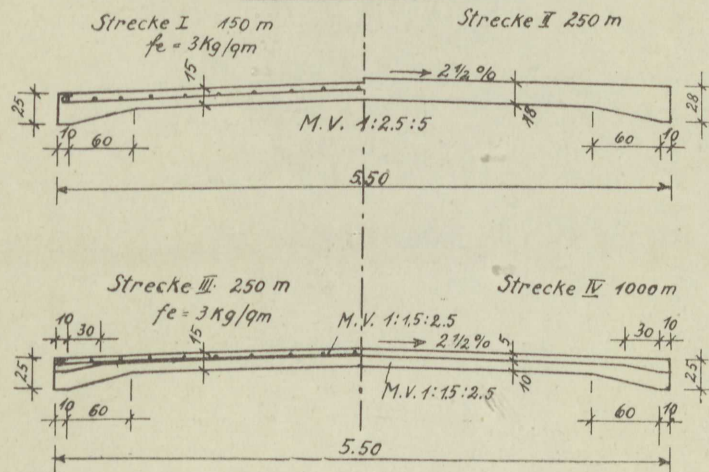 Strecke I 150 m
fe = 3 Kg/qm
Strecke II 250 m
2 1/2 %
15
25
10
60
M.V. 1:2.5:5
18
60
10
28
5.50
Strecke III. 250 m
fe = 3 Kg/qm
Strecke IV 1000 m
10
30
15
M.V. 1:1.5:2.5
2 1/2 %
5
30
10
25
10
60
M.V. 1:1.5:2.5
10
60
10
25
5.50